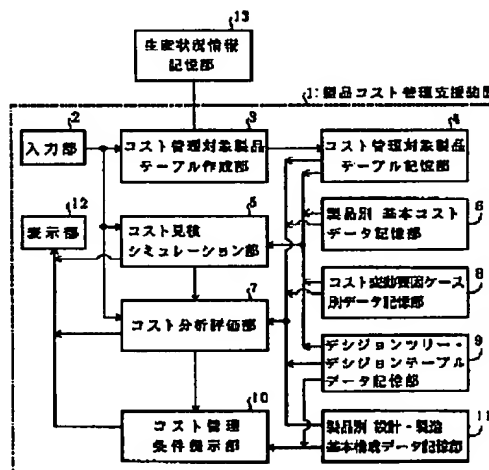 13
生産状況情報
記憶部
1:製品コスト管理支援装置
2
入力部
3
コスト管理対象製品
テーブル作成部
4
コスト管理対象製品
テーブル記憶部
12
表示部
5
コスト見積
シミュレーション部
6
製品別 基本コスト
データ記憶部
7
コスト分析評価部
8
コスト変動要因ケース
別データ記憶部
9
デシジョンツリー・
デシジョンテーブル
データ記憶部
10
コスト管理
条件提示部
11
製品別 設計・製造
基本構成データ記憶部